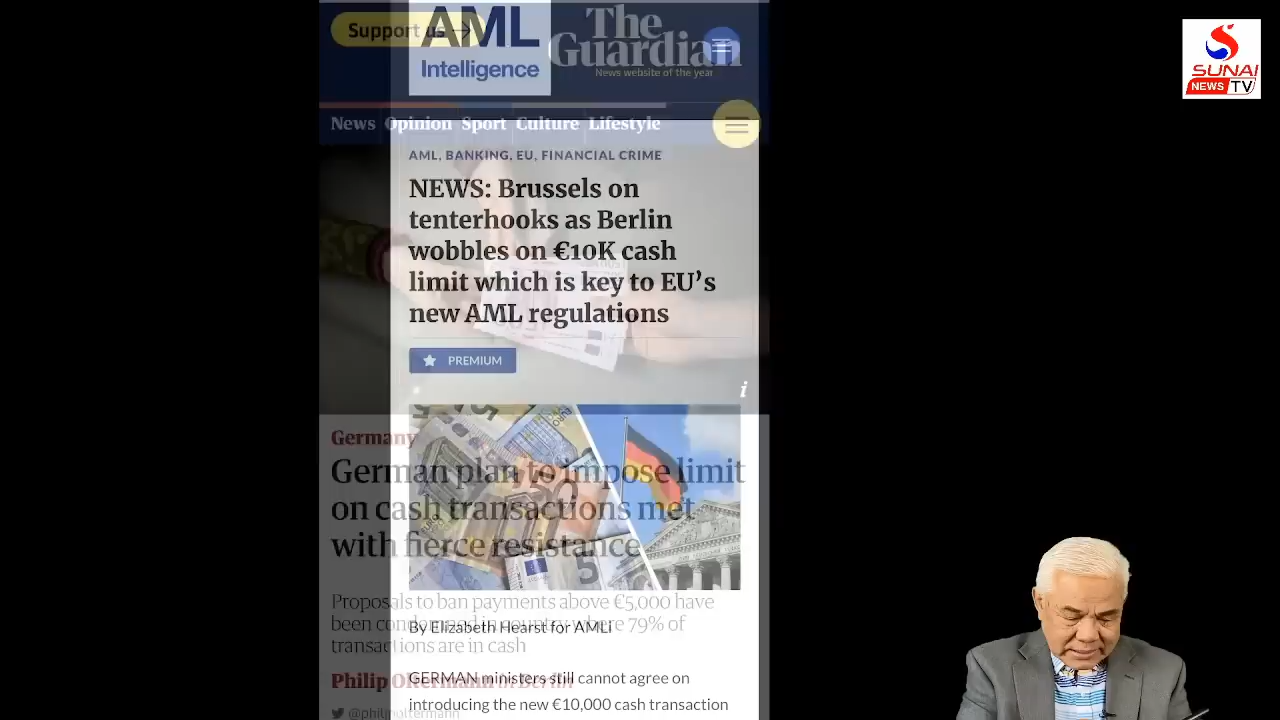 Support us →
AML
Intelligence
The
Guardian
News website of the year
SUNAI
NEWS TV
News Opinion Sport Culture Lifestyle
AML, BANKING, EU, FINANCIAL CRIME
NEWS: Brussels on
tenterhooks as Berlin
wobbles on €10K cash
limit which is key to EU’s
new AML regulations
PREMIUM
i
Germany
German plan to impose limit
on cash transactions met
with fierce resistance
Proposals to ban payments above €5,000 have
been in country where 79% of
transactions are in cash
By Elizabeth Hearst for AMLi
Philip Oltermann in Berlin
GERMAN ministers still cannot agree on
introducing the new €10,000 cash transaction
@philipoltermann